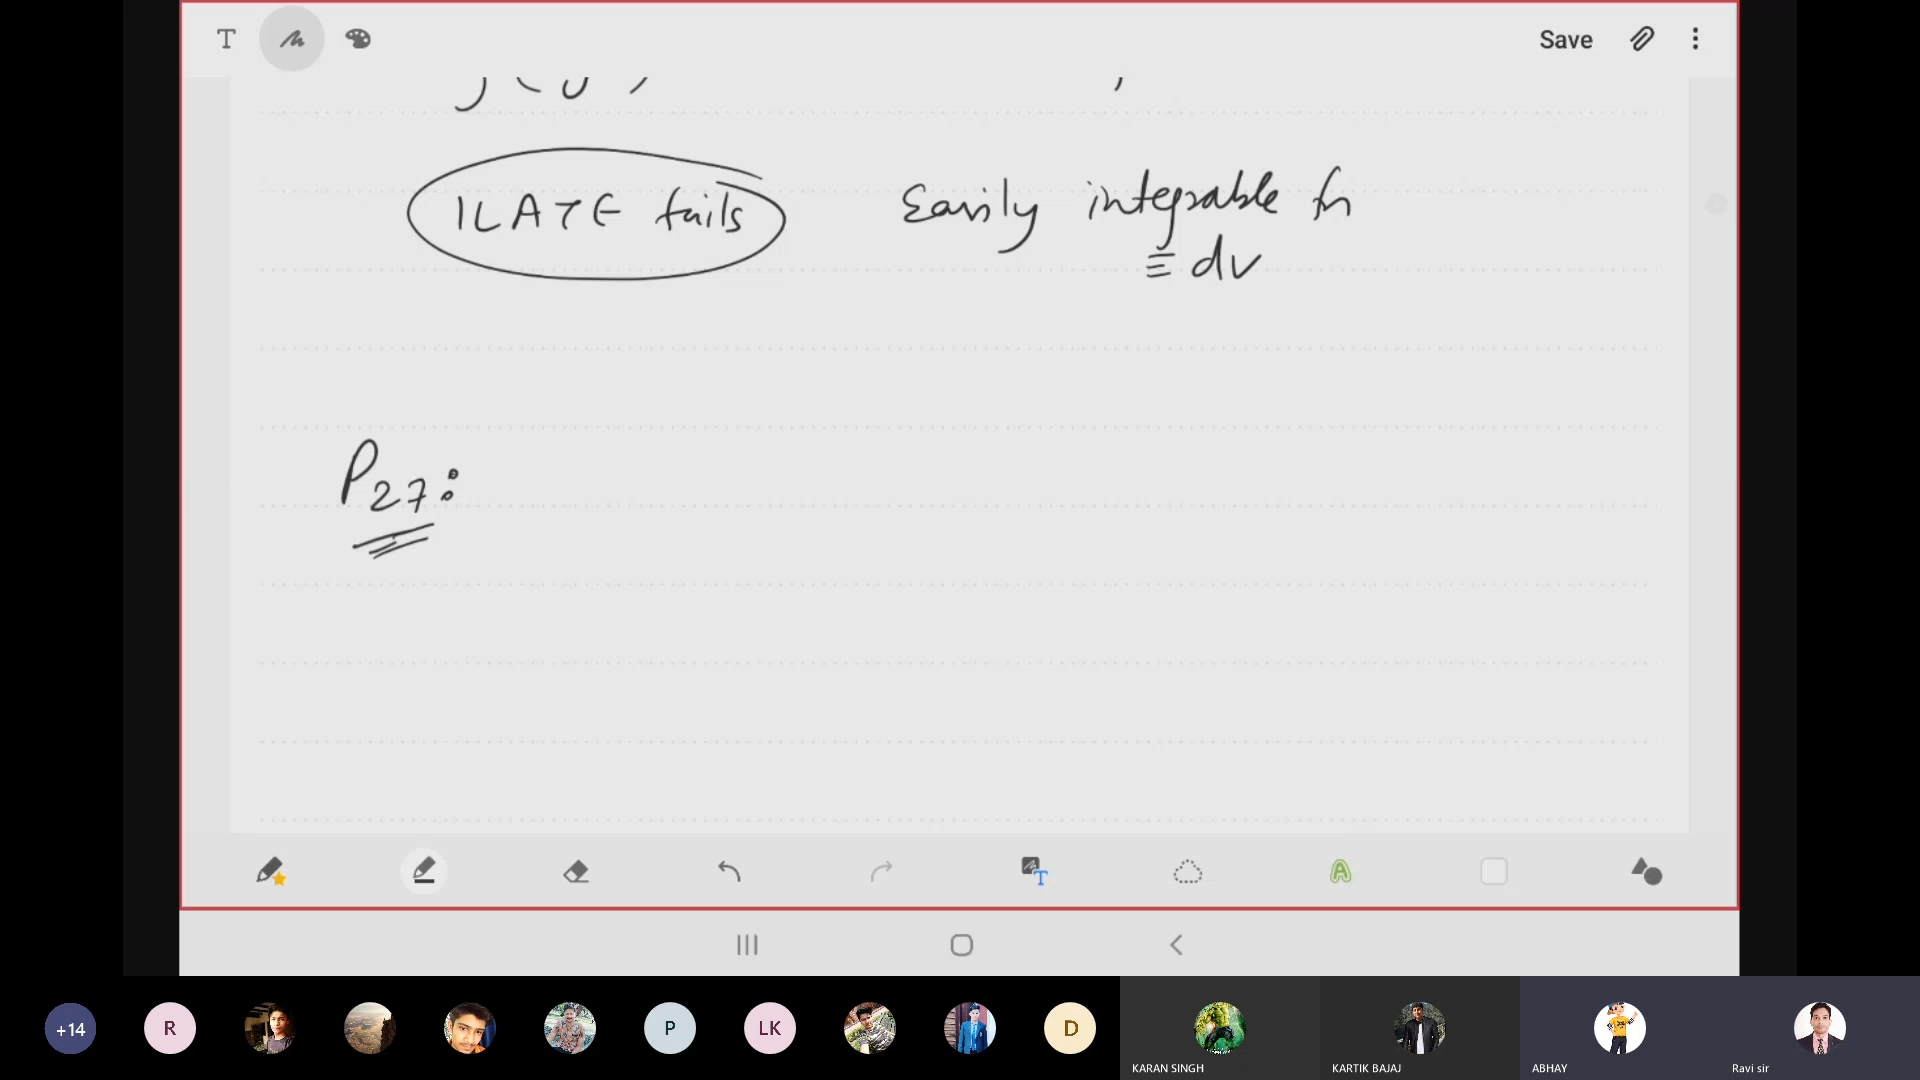 T
Save
ILATE fails Easily integrable fn
≡ dv
P27:
T
A
+14
R
P
LK
D
KARAN SINGH
KARTIK BAJAJ
ABHAY
Ravi sir